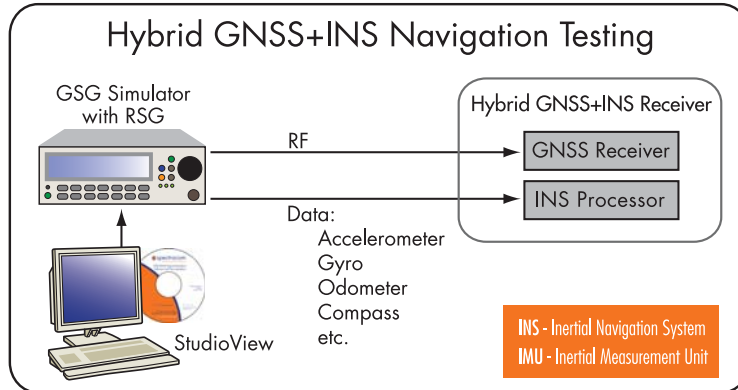 Hybrid GNSS+INS Navigation Testing
GSG Simulator
with RSG
Hybrid GNSS+INS Receiver
RF
GNSS Receiver
INS Processor
Data:
Accelerometer
Gyro
Odometer
Compass
etc.
spectracom
StudioView
INS - Inertial Navigation System
IMU - Inertial Measurement Unit